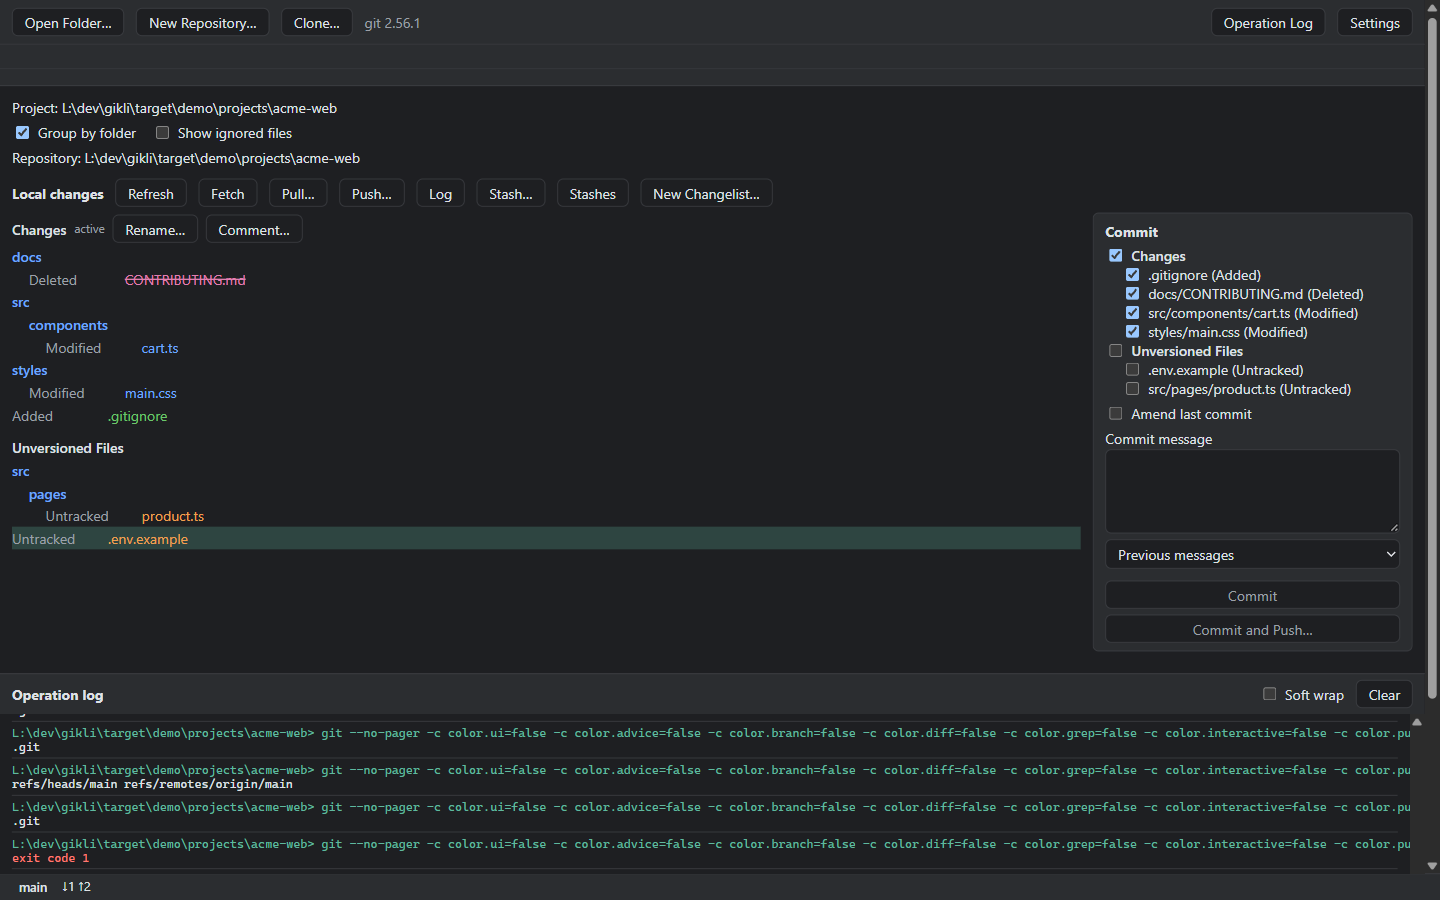 Open Folder... New Repository... Clone... git 2.56.1 Operation Log Settings
Project: L:\dev\gikli\target\demo\projects\acme-web
Group by folder Show ignored files
Repository: L:\dev\gikli\target\demo\projects\acme-web
Local changes Refresh Fetch Pull... Push... Log Stash... Stashes New Changelist...
Changes active Rename... Comment...
docs
Deleted CONTRIBUTING.md
src
components
Modified cart.ts
styles
Modified main.css
Added .gitignore
Unversioned Files
src
pages
Untracked product.ts
Untracked .env.example
Commit
Changes
.gitignore (Added)
docs/CONTRIBUTING.md (Deleted)
src/components/cart.ts (Modified)
styles/main.css (Modified)
Unversioned Files
.env.example (Untracked)
src/pages/product.ts (Untracked)
Amend last commit
Commit message
Previous messages
Commit
Commit and Push...
Operation log Soft wrap Clear
L:\dev\gikli\target\demo\projects\acme-web> git --no-pager -c color.ui=false -c color.advice=false -c color.branch=false -c color.diff=false -c color.grep=false -c color.interactive=false -c color.pu
.git
L:\dev\gikli\target\demo\projects\acme-web> git --no-pager -c color.ui=false -c color.advice=false -c color.branch=false -c color.diff=false -c color.grep=false -c color.interactive=false -c color.pu
refs/heads/main refs/remotes/origin/main
L:\dev\gikli\target\demo\projects\acme-web> git --no-pager -c color.ui=false -c color.advice=false -c color.branch=false -c color.diff=false -c color.grep=false -c color.interactive=false -c color.pu
.git
L:\dev\gikli\target\demo\projects\acme-web> git --no-pager -c color.ui=false -c color.advice=false -c color.branch=false -c color.diff=false -c color.grep=false -c color.interactive=false -c color.pu
exit code 1
main ↓1 ↑2